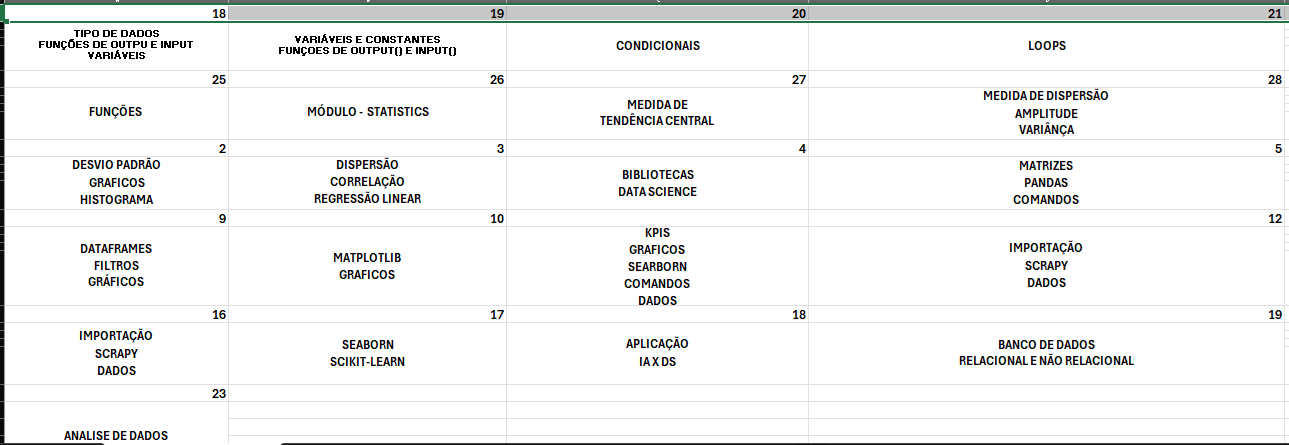 18 19 20 21
TIPO DE DADOS
FUNÇÕES DE OUTPU E INPUT
VARIÁVEIS
VARIÁVEIS E CONSTANTES
FUNÇOES DE OUTPUT() E INPUT()
CONDICIONAIS
LOOPS
25 26 27 28
FUNÇÕES
MÓDULO - STATISTICS
MEDIDA DE
TENDÊNCIA CENTRAL
MEDIDA DE DISPERSÃO
AMPLITUDE
VARIÂNÇA
2 3 4 5
DESVIO PADRÃO
GRAFICOS
HISTOGRAMA
DISPERSÃO
CORRELAÇÃO
REGRESSÃO LINEAR
BIBLIOTECAS
DATA SCIENCE
MATRIZES
PANDAS
COMANDOS
9 10 12
DATAFRAMES
FILTROS
GRÁFICOS
MATPLOTLIB
GRAFICOS
KPIS
GRAFICOS
SEARBORN
COMANDOS
DADOS
IMPORTAÇÃO
SCRAPY
DADOS
16 17 18 19
IMPORTAÇÃO
SCRAPY
DADOS
SEABORN
SCIKIT-LEARN
APLICAÇÃO
IA X DS
BANCO DE DADOS
RELACIONAL E NÃO RELACIONAL
23
ANALISE DE DADOS